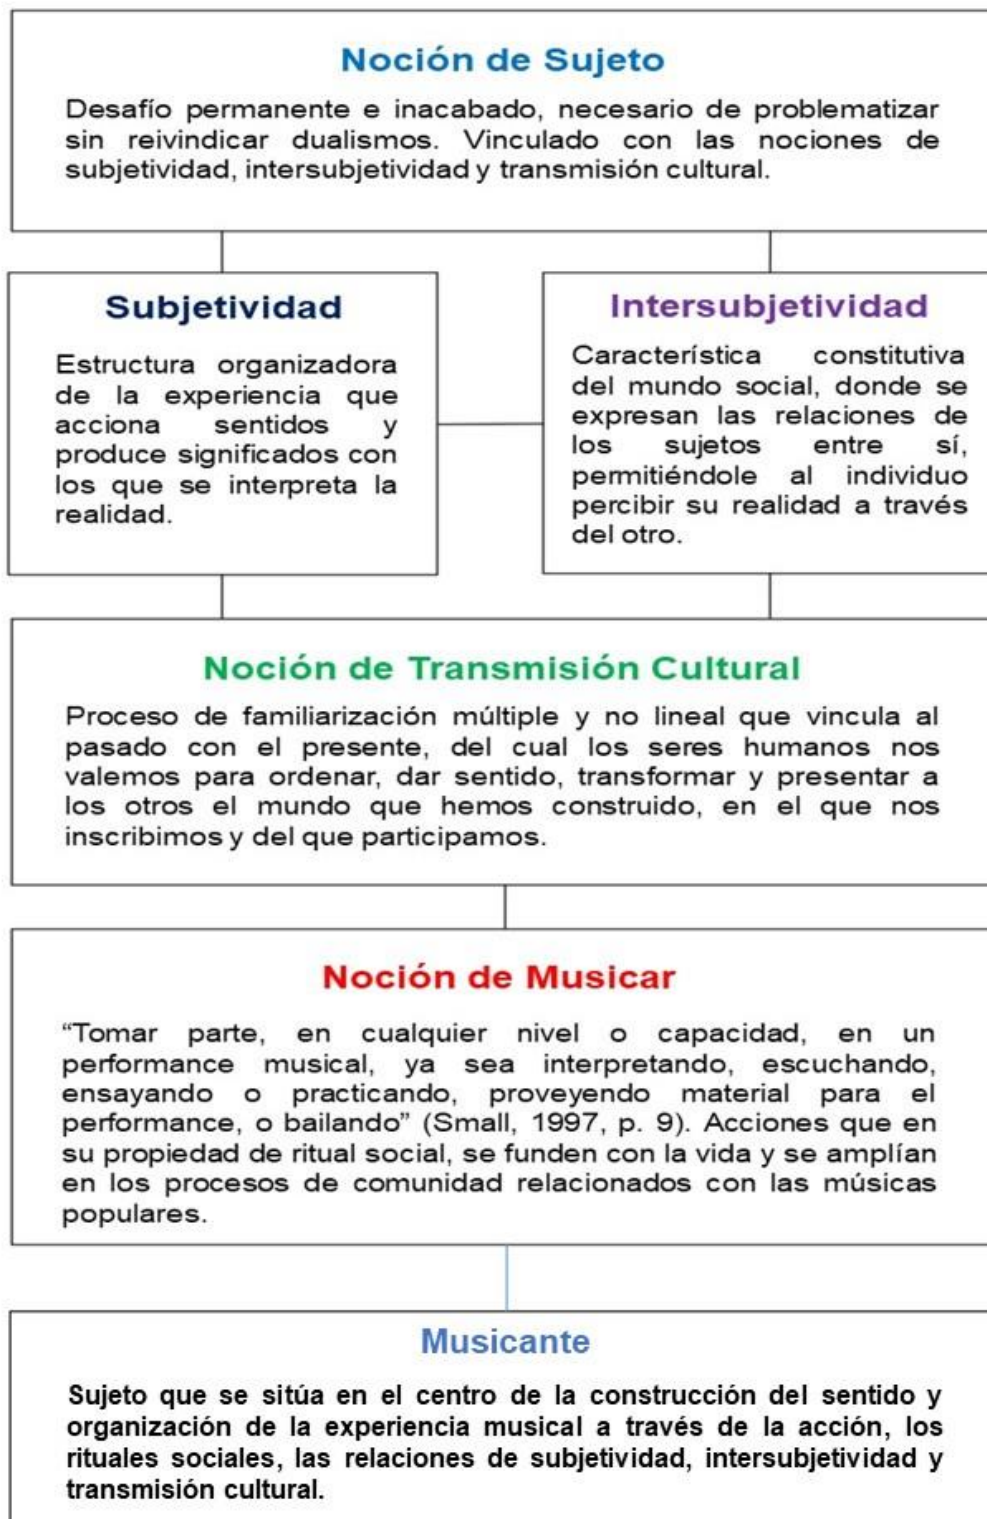 Noción de Sujeto
Desafío permanente e inacabado, necesario de problematizar
sin reivindicar dualismos. Vinculado con las nociones de
subjetividad, intersubjetividad y transmisión cultural.
Subjetividad
Estructura organizadora
de la experiencia que
acciona sentidos y
produce significados con
los que se interpreta la
realidad.
Intersubjetividad
Característica constitutiva
del mundo social, donde se
expresan las relaciones de
los sujetos entre sí,
permitiéndole al individuo
percibir su realidad a través
del otro.
Noción de Transmisión Cultural
Proceso de familiarización múltiple y no lineal que vincula al
pasado con el presente, del cual los seres humanos nos
valemos para ordenar, dar sentido, transformar y presentar a
los otros el mundo que hemos construido, en el que nos
inscribimos y del que participamos.
Noción de Musicar
“Tomar parte, en cualquier nivel o capacidad, en un
performance musical, ya sea interpretando, escuchando,
ensayando o practicando, proveyendo material para el
performance, o bailando” (Small, 1997, p. 9). Acciones que en
su propiedad de ritual social, se funden con la vida y se amplían
en los procesos de comunidad relacionados con las músicas
populares.
Musicante
Sujeto que se sitúa en el centro de la construcción del sentido y
organización de la experiencia musical a través de la acción, los
rituales sociales, las relaciones de subjetividad, intersubjetividad y
transmisión cultural.